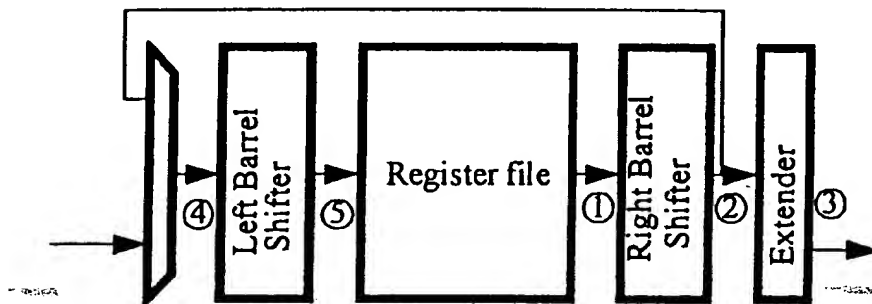 Left Barrel
Shifter
Register file
Right Barrel
Shifter
Extender
④
⑤
①
②
③